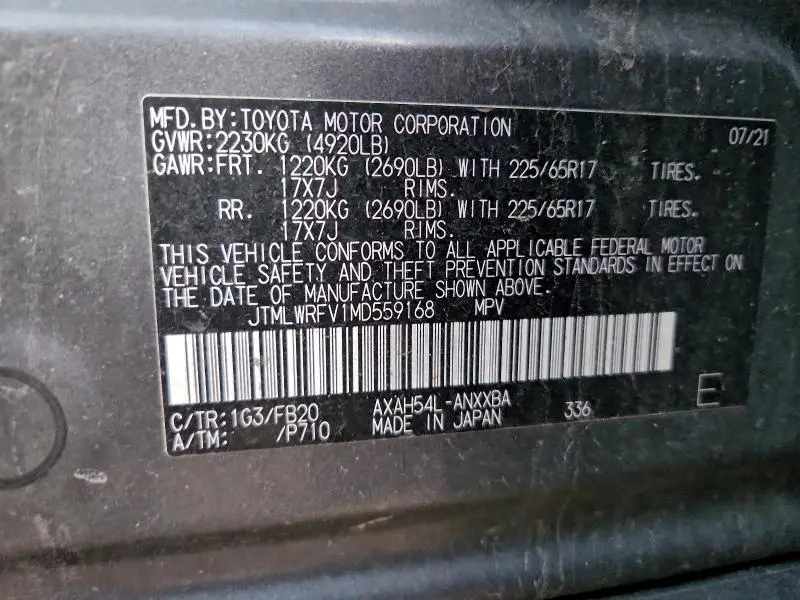 MFD. BY: TOYOTA MOTOR CORPORATION 07/21
GVWR: 2230KG (4920LB)
GAWR: FRT. 1220KG (2690LB) WITH 225/65R17 TIRES.
17X7J RIMS.
RR. 1220KG (2690LB) WITH 225/65R17 TIRES.
17X7J RIMS.
THIS VEHICLE CONFORMS TO ALL APPLICABLE FEDERAL MOTOR
VEHICLE SAFETY AND THEFT PREVENTION STANDARDS IN EFFECT ON
THE DATE OF MANUFACTURE SHOWN ABOVE.
JTMLWRFV1MD559168 MPV
C/TR: 1G3/FB20 AXAH54L-ANXXBA 336 E
A/TM: /P710 MADE IN JAPAN